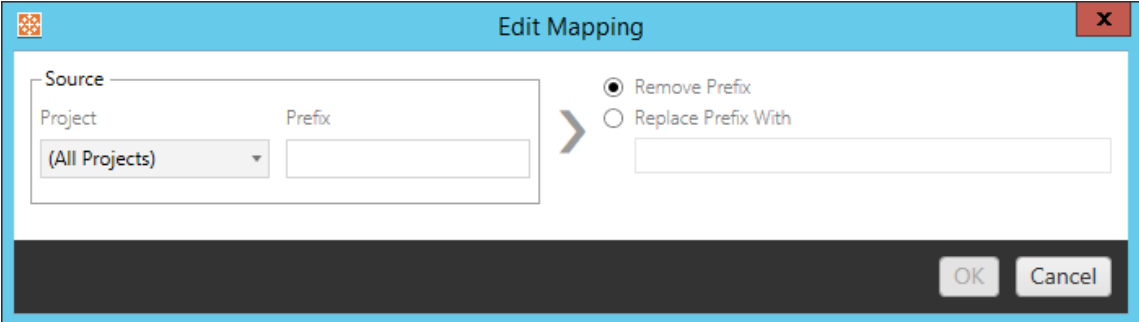 Edit Mapping
x
Source
Project
Prefix
(All Projects)
Remove Prefix
Replace Prefix With
OK
Cancel